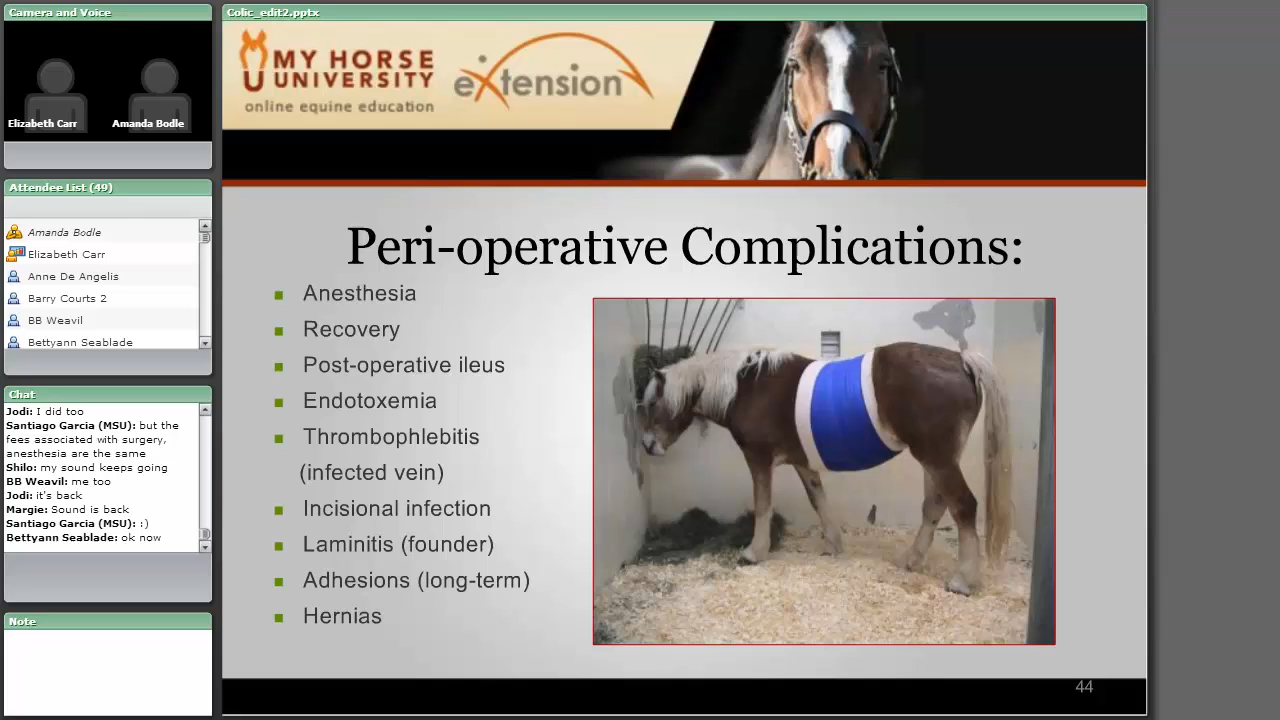 Camera and Voice
Elizabeth Carr
Amanda Bodle
Attendee List (49)
Amanda Bodle
Elizabeth Carr
Anne De Angelis
Barry Courts 2
BB Weavil
Bettyann Seablade
Chat
Jodi: I did too
Santiago Garcia (MSU): but the
fees associated with surgery,
anesthesia are the same
Shilo: my sound keeps going
BB Weavil: me too
Jodi: it's back
Margie: Sound is back
Santiago Garcia (MSU): :)
Bettyann Seablade: ok now
Note
Colic_edit2.pptx
MY HORSE
UNIVERSITY
online equine education
eXtension
Peri-operative Complications:
Anesthesia
Recovery
Post-operative ileus
Endotoxemia
Thrombophlebitis
(infected vein)
Incisional infection
Laminitis (founder)
Adhesions (long-term)
Hernias
44